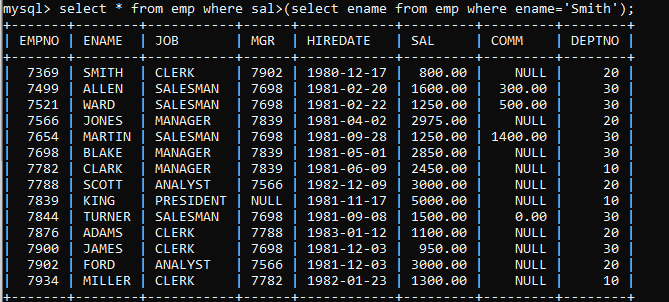 mysql> select * from emp where sal>(select ename from emp where ename='Smith');
+-------+--------+-----------+------+------------+---------+---------+--------+
| EMPNO | ENAME | JOB | MGR | HIREDATE | SAL | COMM | DEPTNO |
+-------+--------+-----------+------+------------+---------+---------+--------+
| 7369 | SMITH | CLERK | 7902 | 1980-12-17 | 800.00 | NULL | 20 |
| 7499 | ALLEN | SALESMAN | 7698 | 1981-02-20 | 1600.00 | 300.00 | 30 |
| 7521 | WARD | SALESMAN | 7698 | 1981-02-22 | 1250.00 | 500.00 | 30 |
| 7566 | JONES | MANAGER | 7839 | 1981-04-02 | 2975.00 | NULL | 20 |
| 7654 | MARTIN | SALESMAN | 7698 | 1981-09-28 | 1250.00 | 1400.00 | 30 |
| 7698 | BLAKE | MANAGER | 7839 | 1981-05-01 | 2850.00 | NULL | 30 |
| 7782 | CLARK | MANAGER | 7839 | 1981-06-09 | 2450.00 | NULL | 10 |
| 7788 | SCOTT | ANALYST | 7566 | 1982-12-09 | 3000.00 | NULL | 20 |
| 7839 | KING | PRESIDENT | NULL | 1981-11-17 | 5000.00 | NULL | 10 |
| 7844 | TURNER | SALESMAN | 7698 | 1981-09-08 | 1500.00 | 0.00 | 30 |
| 7876 | ADAMS | CLERK | 7788 | 1983-01-12 | 1100.00 | NULL | 20 |
| 7900 | JAMES | CLERK | 7698 | 1981-12-03 | 950.00 | NULL | 30 |
| 7902 | FORD | ANALYST | 7566 | 1981-12-03 | 3000.00 | NULL | 20 |
| 7934 | MILLER | CLERK | 7782 | 1982-01-23 | 1300.00 | NULL | 10 |
+-------+--------+-----------+------+------------+---------+---------+--------+